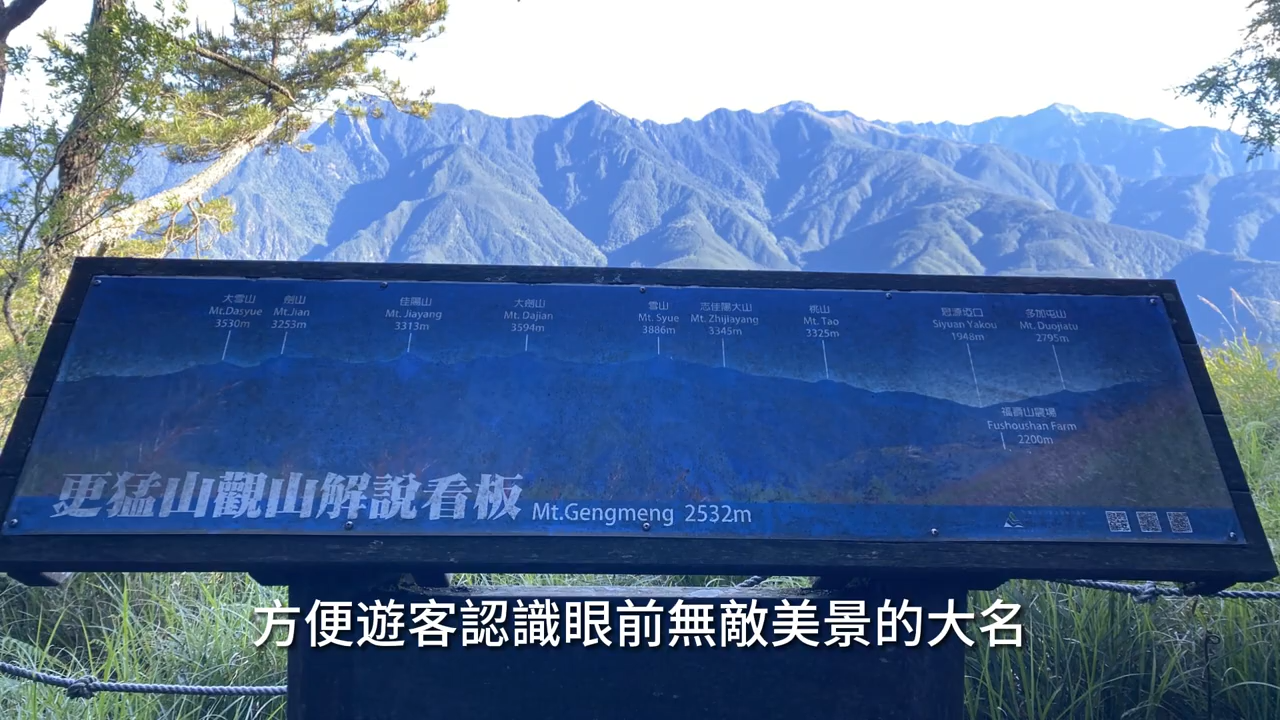 大雪山
Mt.Dasyue
3530m
劍山
Mt.Jian
3253m
佳陽山
Mt. Jiayang
3313m
大劍山
Mt. Dajian
3594m
雪山
Mt. Syue
3886m
志佳陽大山
Mt. Zhijiayang
3345m
桃山
Mt. Tao
3325m
思源埡口
Siyuan Yakou
1948m
多加屯山
Mt. Duojiatu
2795m
福壽山農場
Fushoushan Farm
2200m
更猛山觀山解說看板
Mt.Gengmeng 2532m
方便遊客認識眼前無敵美景的大名